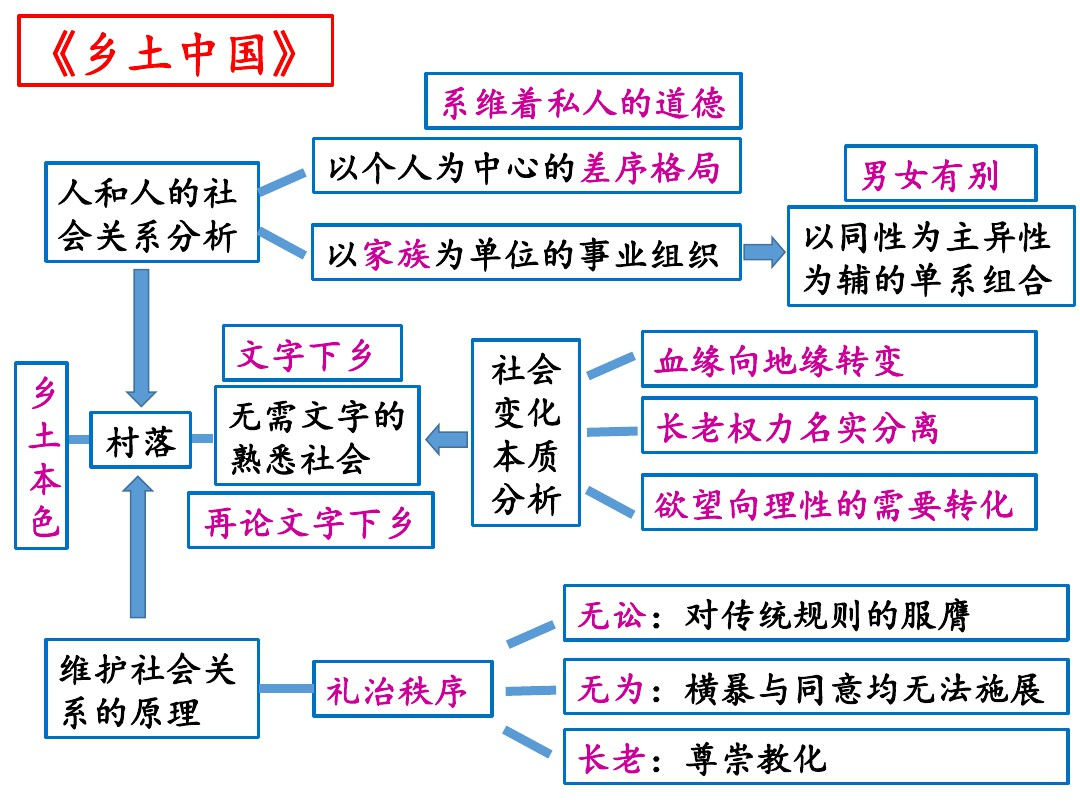 《乡土中国》
系维着私人的道德
以个人为中心的差序格局
人和人的社
会关系分析
以家族为单位的事业组织
男女有别
以同性为主异性
为辅的单系组合
乡
土
本
色
村落
文字下乡
无需文字的
熟悉社会
再论文字下乡
社会
变化
本质
分析
血缘向地缘转变
长老权力名实分离
欲望向理性的需要转化
维护社会关
系的原理
礼治秩序
无讼：对传统规则的服膺
无为：横暴与同意均无法施展
长老：尊崇教化